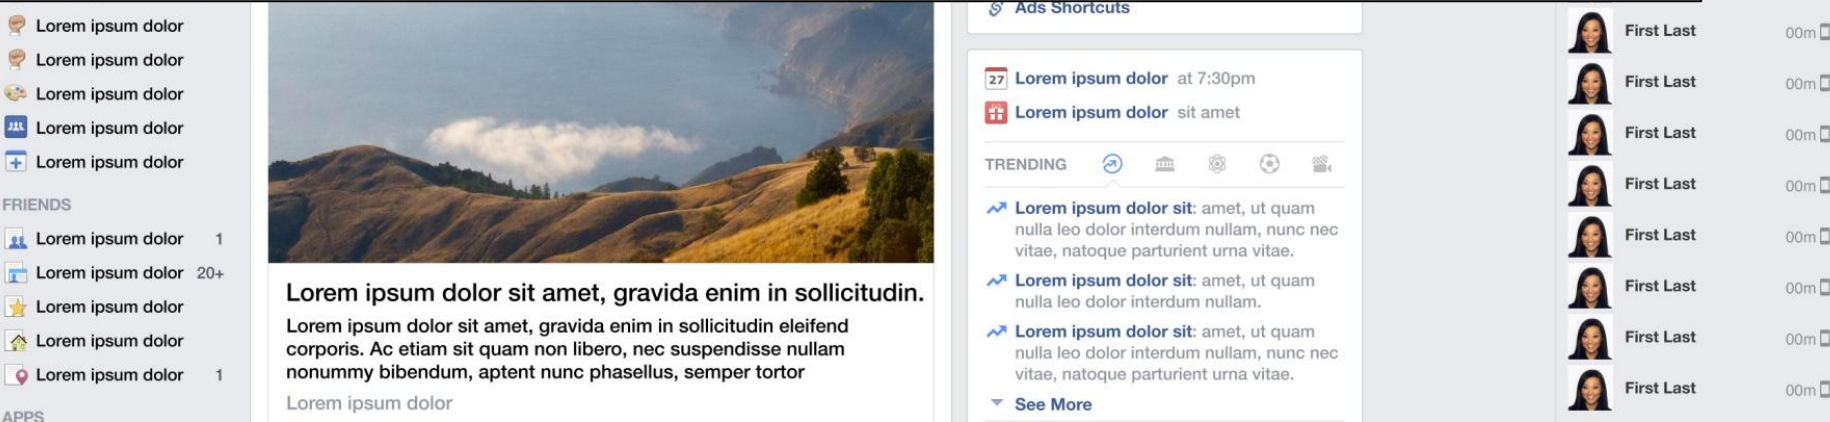 Lorem ipsum dolor
Lorem ipsum dolor
Lorem ipsum dolor
Lorem ipsum dolor
Lorem ipsum dolor
FRIENDS
Lorem ipsum dolor 1
Lorem ipsum dolor 20+
Lorem ipsum dolor
Lorem ipsum dolor
Lorem ipsum dolor 1
APPS
Lorem ipsum dolor sit amet, gravida enim in sollicitudin.
Lorem ipsum dolor sit amet, gravida enim in sollicitudin eleifend
corporis. Ac etiam sit quam non libero, nec suspendisse nullam
nonummy bibendum, aptent nunc phasellus, semper tortor
Lorem ipsum dolor
Ads Shortcuts
27 Lorem ipsum dolor at 7:30pm
Lorem ipsum dolor sit amet
TRENDING
Lorem ipsum dolor sit: amet, ut quam
nulla leo dolor interdum nullam, nunc nec
vitae, natoque parturient urna vitae.
Lorem ipsum dolor sit: amet, ut quam
nulla leo dolor interdum nullam.
Lorem ipsum dolor sit: amet, ut quam
nulla leo dolor interdum nullam, nunc nec
vitae, natoque parturient urna vitae.
See More
First Last 00m
First Last 00m
First Last 00m
First Last 00m
First Last 00m
First Last 00m
First Last 00m
First Last 00m